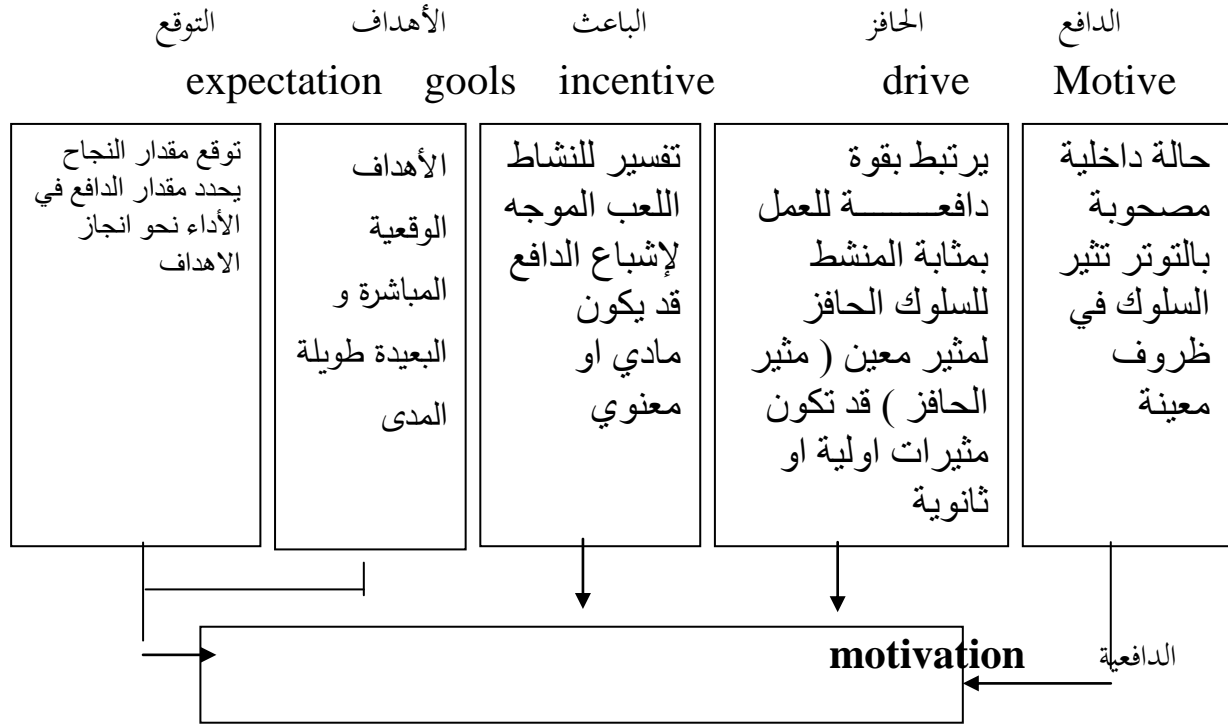 الدافع الحافز الباعث الأهداف التوقع
expectation gools incentive drive Motive
حالة داخلية
مصحوبة
بالتوتر تثير
السلوك في
ظروف
معينة
يرتبط بقوة
دافعـــــــــة للعمل
بمثابة المنشط
للسلوك الحافز
لمثير معين ( مثير
الحافز ) قد تكون
مثيرات اولية او
ثانوية
تفسير للنشاط
اللعب الموجه
لإشباع الدافع
قد يكون
مادي او
معنوي
الأهداف
الوقعية
المباشرة و
البعيدة طويلة
المدى
توقع مقدار النجاح
يحدد مقدار الدافع في
الأداء نحو انجاز
الاهداف
الدافعية motivation